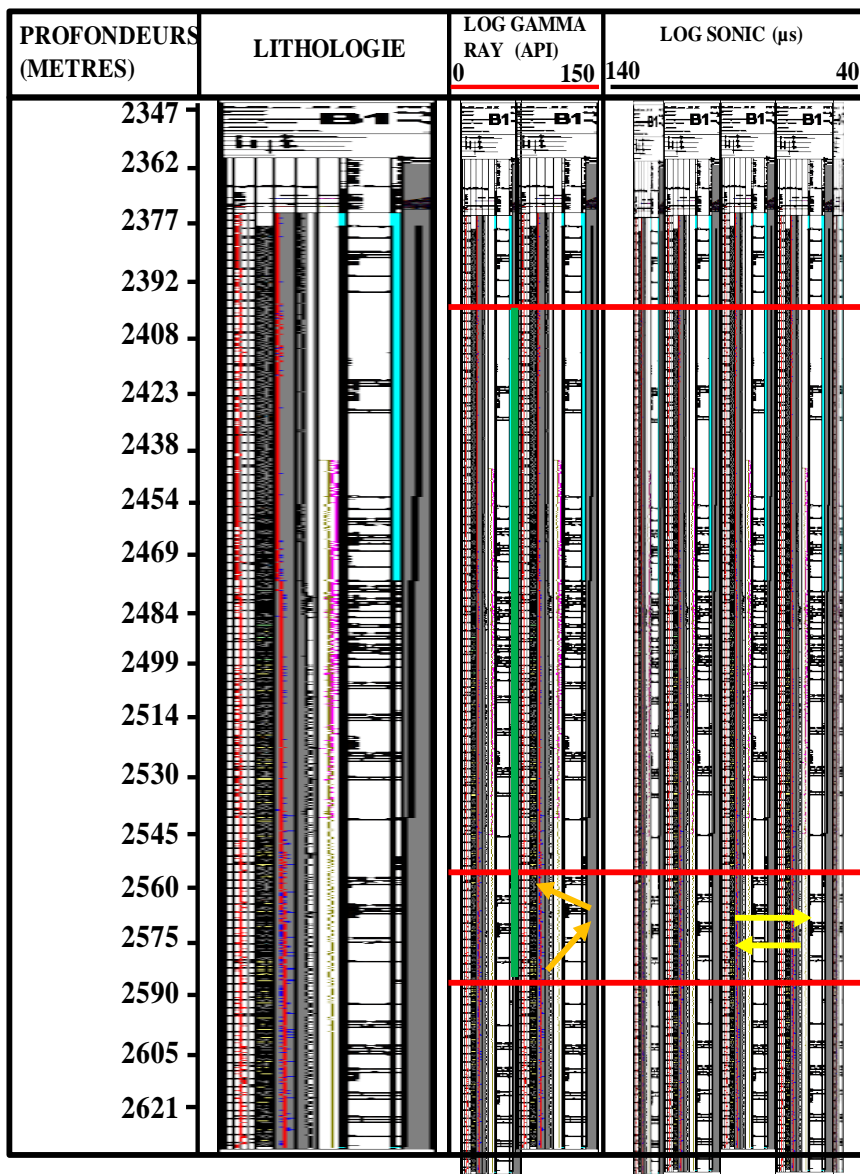 PROFONDEURS
(METRES)
LITHOLOGIE
LOG GAMMA
RAY (API)
0 150
LOG SONIC (µs)
140 40
2347
2362
2377
2392
2408
2423
2438
2454
2469
2484
2499
2514
2530
2545
2560
2575
2590
2605
2621
B1
B1
B1
B1
B1
B1
B1